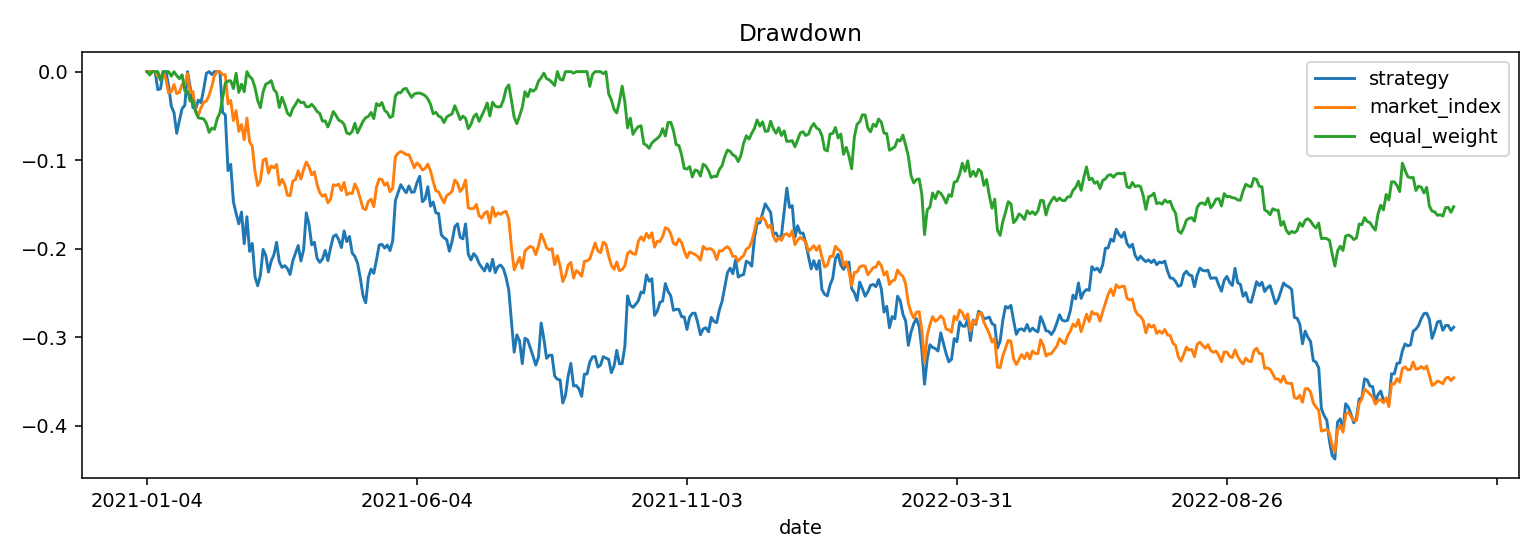 Drawdown
strategy
market_index
equal_weight
0.0
−0.1
−0.2
−0.3
−0.4
2021-01-04
2021-06-04
2021-11-03
2022-03-31
2022-08-26
date